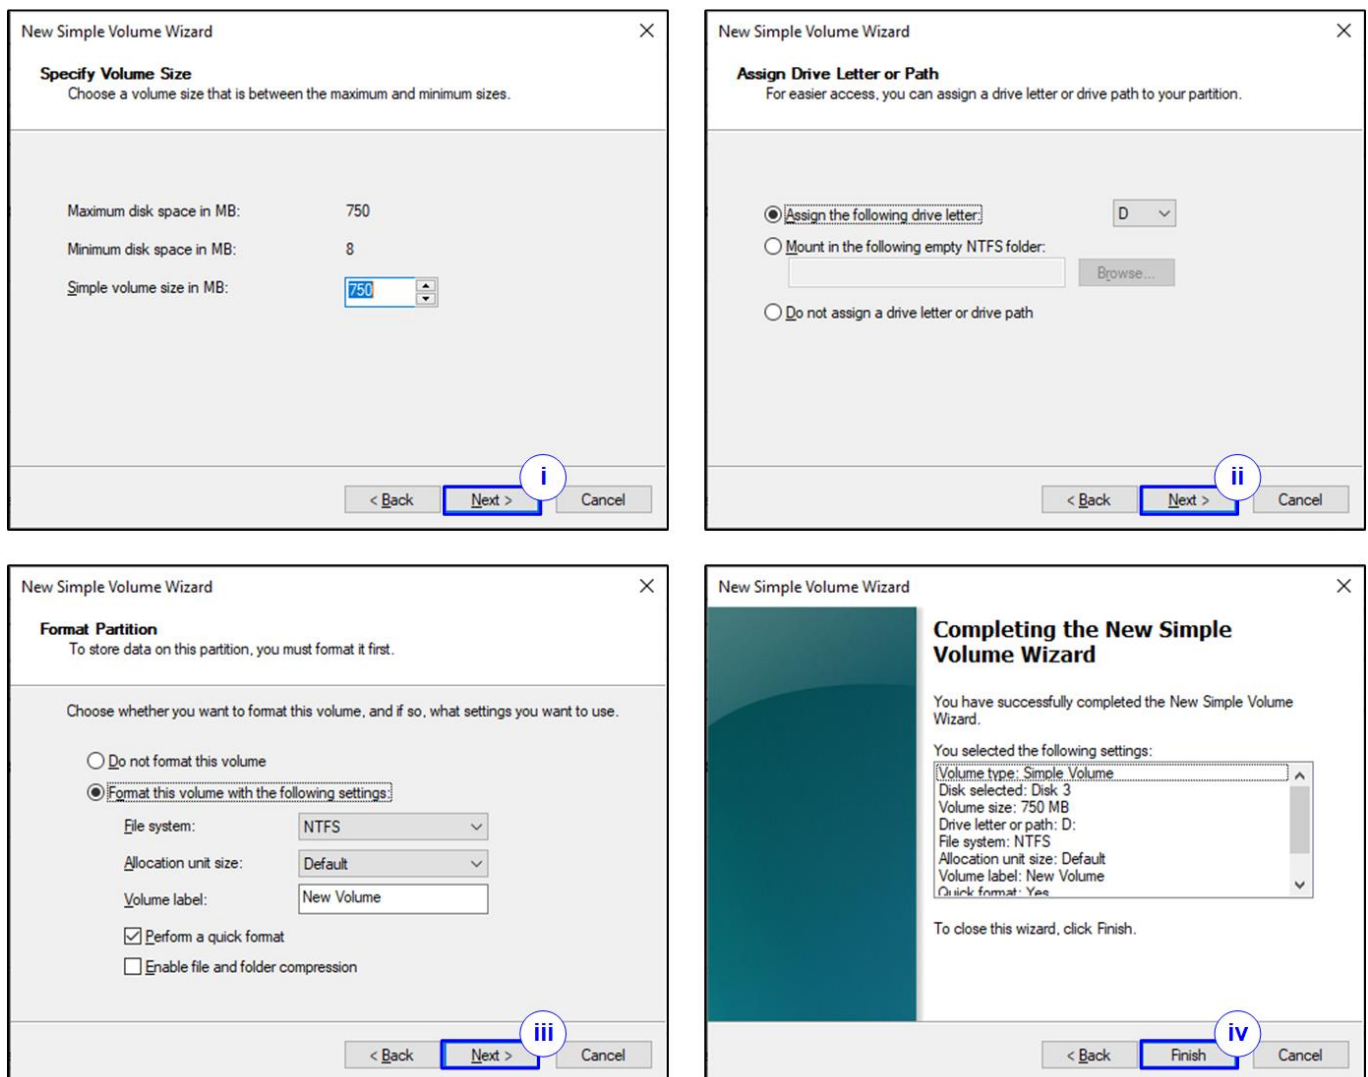 New Simple Volume Wizard
Specify Volume Size
Choose a volume size that is between the maximum and minimum sizes.
Maximum disk space in MB: 750
Minimum disk space in MB: 8
Simple volume size in MB: 750
i
< Back Next > Cancel
New Simple Volume Wizard
Assign Drive Letter or Path
For easier access, you can assign a drive letter or drive path to your partition.
Assign the following drive letter: D
Mount in the following empty NTFS folder:
Browse...
Do not assign a drive letter or drive path
ii
< Back Next > Cancel
New Simple Volume Wizard
Format Partition
To store data on this partition, you must format it first.
Choose whether you want to format this volume, and if so, what settings you want to use.
Do not format this volume
Format this volume with the following settings:
File system: NTFS
Allocation unit size: Default
Volume label: New Volume
Perform a quick format
Enable file and folder compression
iii
< Back Next > Cancel
New Simple Volume Wizard
Completing the New Simple
Volume Wizard
You have successfully completed the New Simple Volume
Wizard.
You selected the following settings:
Volume type: Simple Volume
Disk selected: Disk 3
Volume size: 750 MB
Drive letter or path: D:
File system: NTFS
Allocation unit size: Default
Volume label: New Volume
Quick format: Yes
To close this wizard, click Finish.
iv
< Back Finish Cancel